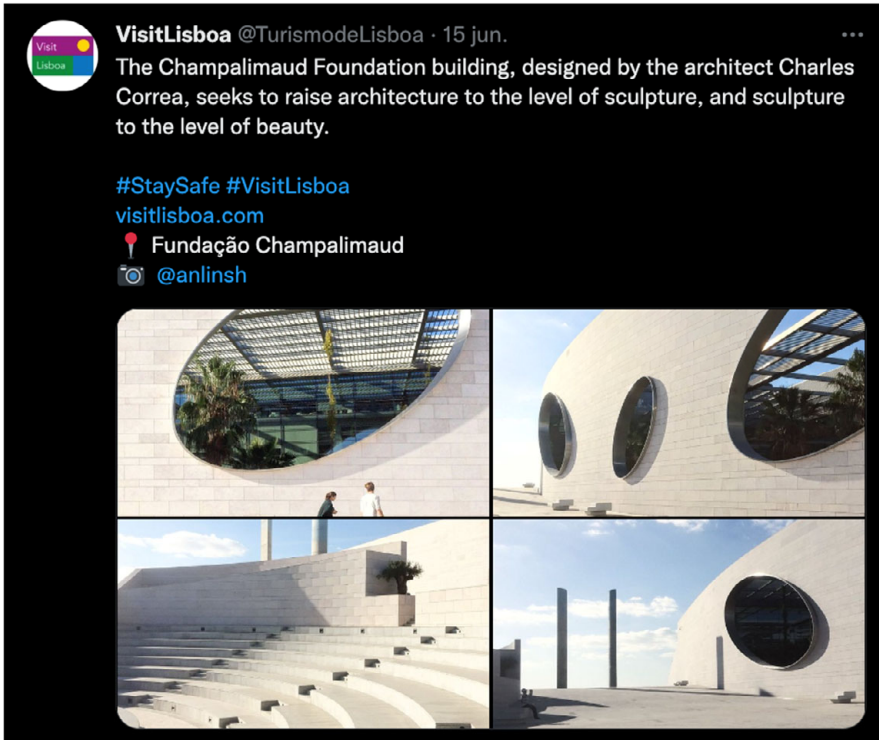 Visit
Lisboa
VisitLisboa @TurismodeLisboa · 15 jun.
The Champalimaud Foundation building, designed by the architect Charles
Correa, seeks to raise architecture to the level of sculpture, and sculpture
to the level of beauty.
#StaySafe #VisitLisboa
visitlisboa.com
📍 Fundação Champalimaud
📷 @anlinsh